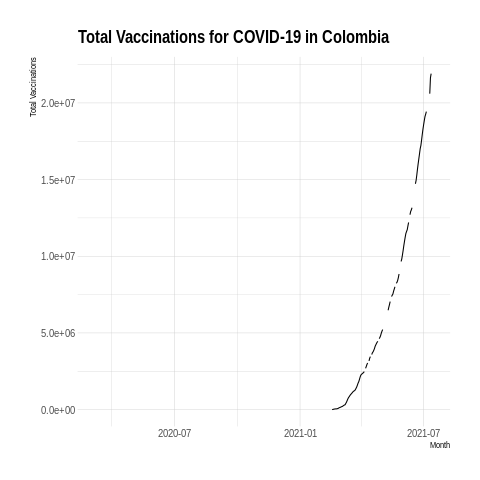 Total Vaccinations for COVID-19 in Colombia
Total Vaccinations
2.0e+07
1.5e+07
1.0e+07
5.0e+06
0.0e+00
2020-07
2021-01
2021-07
Month